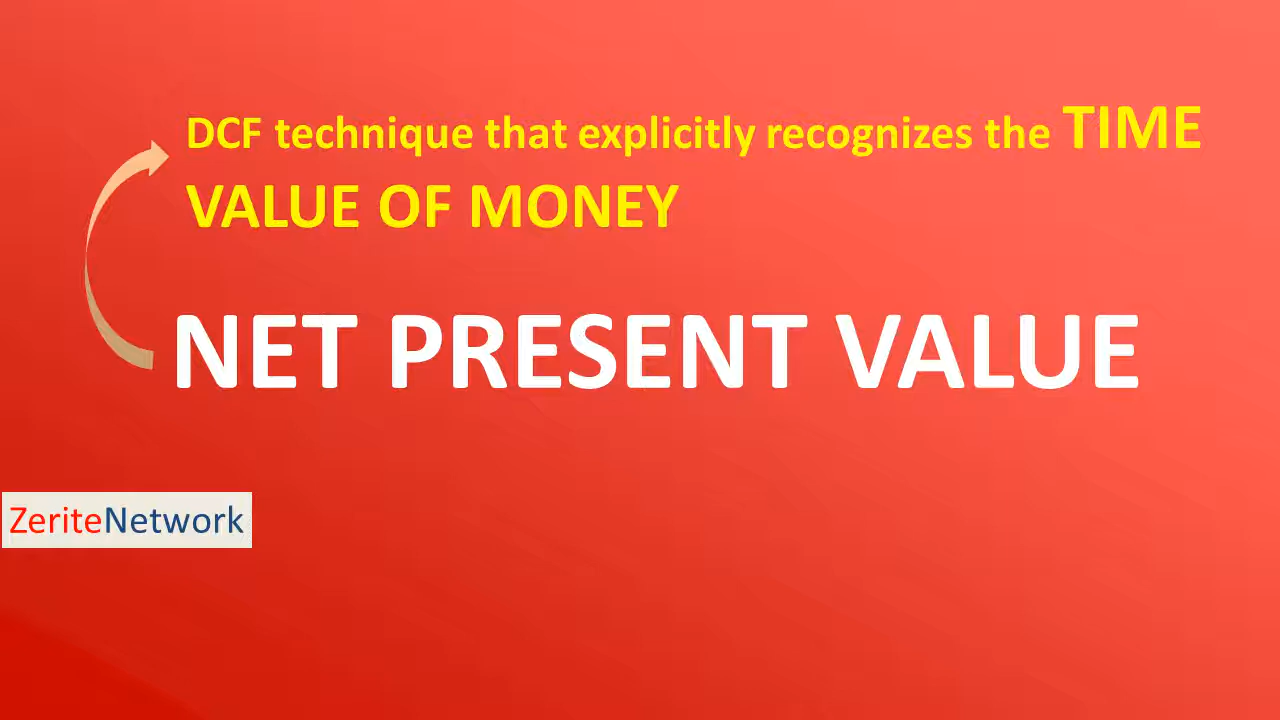 DCF technique that explicitly recognizes the TIME
VALUE OF MONEY
NET PRESENT VALUE
ZeriteNetwork